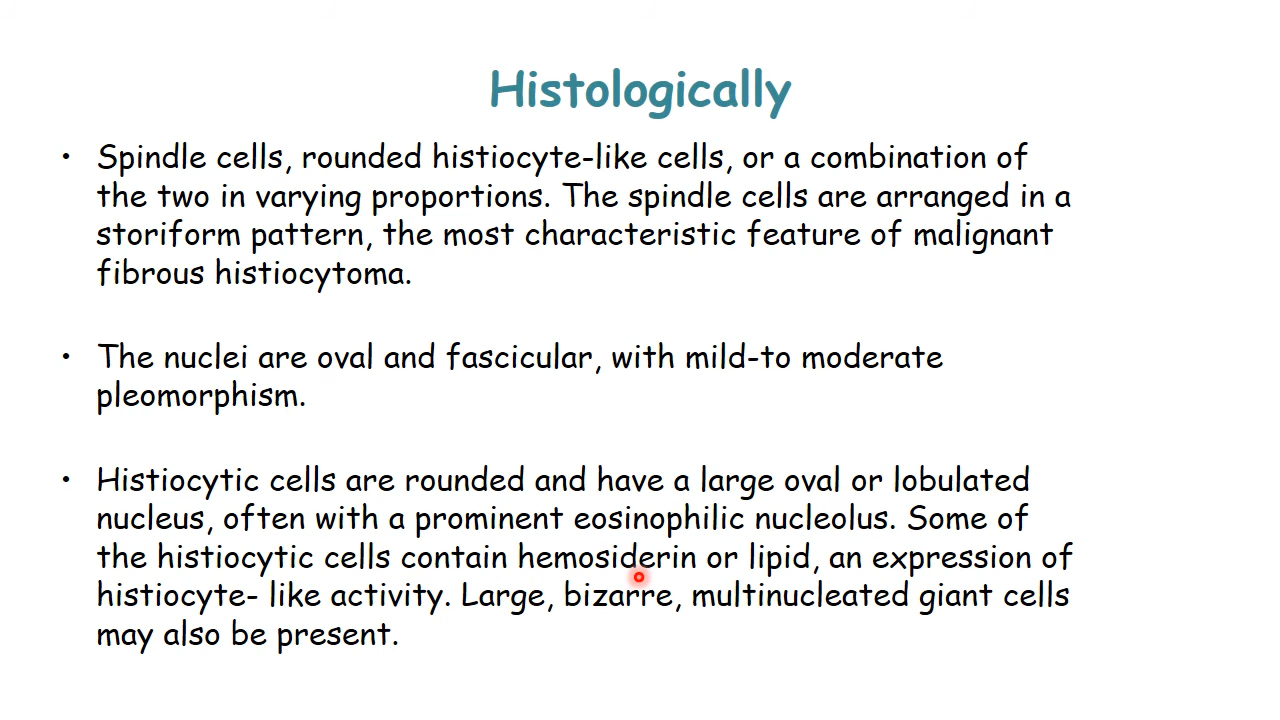 Histologically
• Spindle cells, rounded histiocyte-like cells, or a combination of
the two in varying proportions. The spindle cells are arranged in a
storiform pattern, the most characteristic feature of malignant
fibrous histiocytoma.
• The nuclei are oval and fascicular, with mild-to moderate
pleomorphism.
• Histiocytic cells are rounded and have a large oval or lobulated
nucleus, often with a prominent eosinophilic nucleolus. Some of
the histiocytic cells contain hemosiderin or lipid, an expression of
histiocyte- like activity. Large, bizarre, multinucleated giant cells
may also be present.